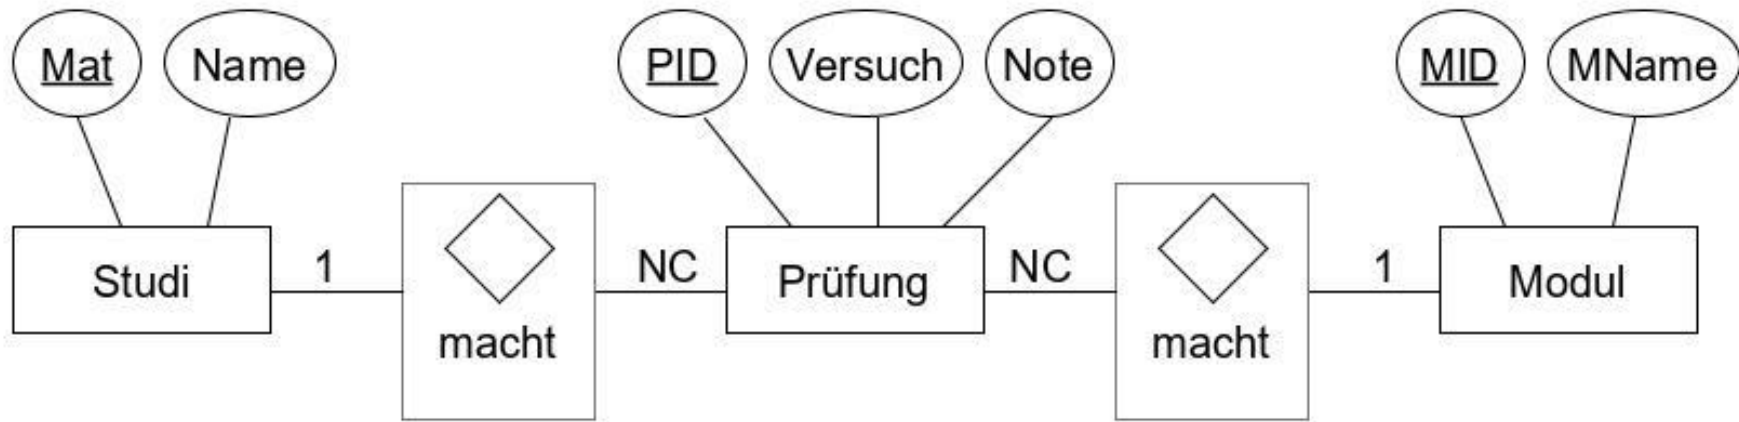 Mat Name PID Versuch Note MID MName
Studi 1 macht NC Prüfung NC macht 1 Modul